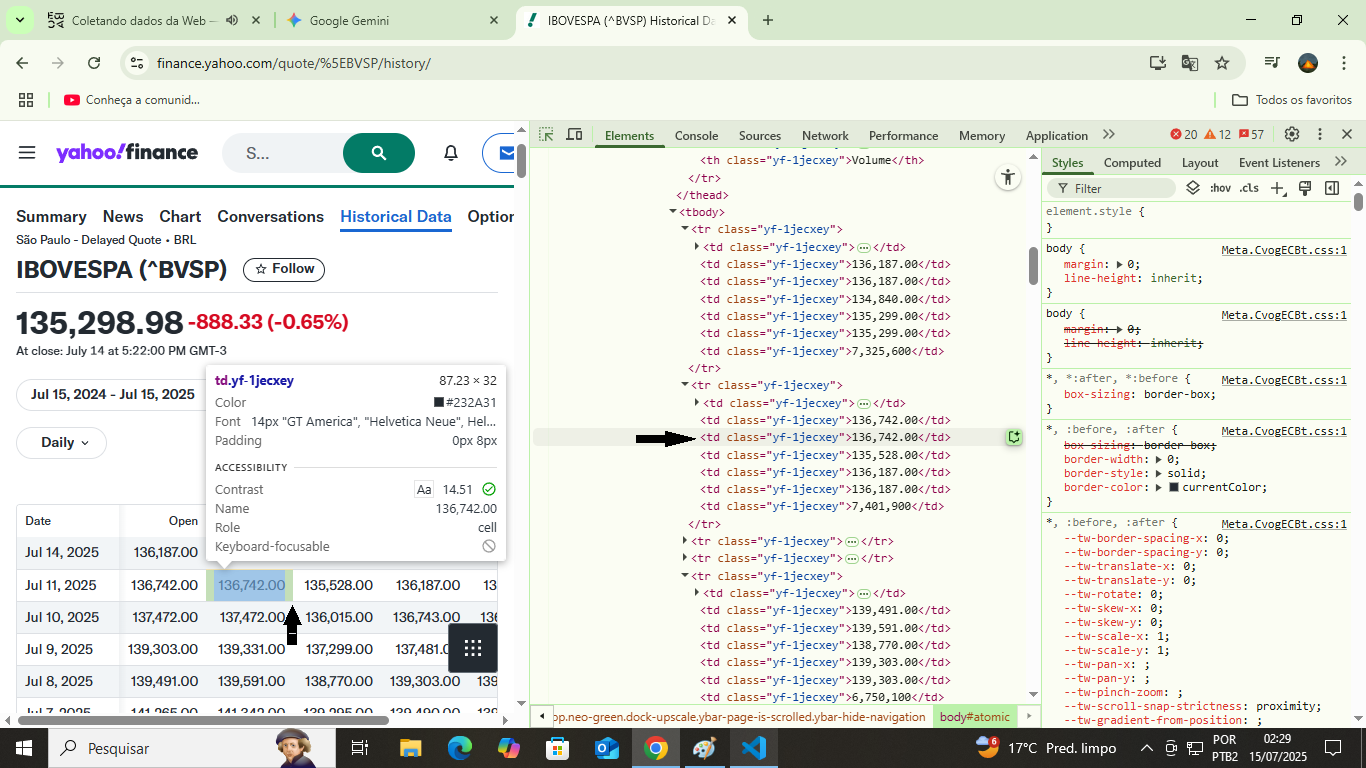 Coletando dados da Web —
Google Gemini
IBOVESPA (^BVSP) Historical Da
finance.yahoo.com/quote/%5EBVSP/history/
Conheça a comunid...
Todos os favoritos
yahoo!finance
S...
Summary News Chart Conversations Historical Data Option
São Paulo - Delayed Quote • BRL
IBOVESPA (^BVSP)
Follow
135,298.98 -888.33 (-0.65%)
At close: July 14 at 5:22:00 PM GMT-3
Jul 15, 2024 - Jul 15, 2025
Daily
td.yf-1jecxey 87.23 × 32
Color #232A31
Font 14px "GT America", "Helvetica Neue", Hel...
Padding 0px 8px
ACCESSIBILITY
Contrast Aa 14.51
Name 136,742.00
Role cell
Keyboard-focusable
Date Open
Jul 14, 2025 136,187.00
Jul 11, 2025 136,742.00 136,742.00 135,528.00 136,187.00 13
Jul 10, 2025 137,472.00 137,472.00 136,015.00 136,743.00 136
Jul 9, 2025 139,303.00 139,331.00 137,299.00 137,481.0
Jul 8, 2025 139,491.00 139,591.00 138,770.00 139,303.00 139
Jul 7, 2025 141,265.00 141,342.00 139,295.00 139,490.00 139
Elements Console Sources Network Performance Memory Application
20 12 57
<th class="yf-1jecxey">Volume</th>
</tr>
</thead>
<tbody>
<tr class="yf-1jecxey">
<td class="yf-1jecxey">…</td>
<td class="yf-1jecxey">136,187.00</td>
<td class="yf-1jecxey">136,187.00</td>
<td class="yf-1jecxey">134,840.00</td>
<td class="yf-1jecxey">135,299.00</td>
<td class="yf-1jecxey">135,299.00</td>
<td class="yf-1jecxey">7,325,600</td>
</tr>
<tr class="yf-1jecxey">
<td class="yf-1jecxey">…</td>
<td class="yf-1jecxey">136,742.00</td>
<td class="yf-1jecxey">136,742.00</td>
<td class="yf-1jecxey">135,528.00</td>
<td class="yf-1jecxey">136,187.00</td>
<td class="yf-1jecxey">136,187.00</td>
<td class="yf-1jecxey">7,401,900</td>
</tr>
<tr class="yf-1jecxey">…</tr>
<tr class="yf-1jecxey">…</tr>
<tr class="yf-1jecxey">
<td class="yf-1jecxey">…</td>
<td class="yf-1jecxey">139,491.00</td>
<td class="yf-1jecxey">139,591.00</td>
<td class="yf-1jecxey">138,770.00</td>
<td class="yf-1jecxey">139,303.00</td>
<td class="yf-1jecxey">139,303.00</td>
<td class="yf-1jecxey">6,750,100</td>
op.neo-green.dock-upscale.ybar-page-is-scrolled.ybar-hide-navigation body#atomic
Styles Computed Layout Event Listeners
Filter :hov .cls
element.style {
}
body { Meta.CvogECBt.css:1
margin: 0;
line-height: inherit;
}
body { Meta.CvogECBt.css:1
margin: 0;
line-height: inherit;
}
*, *:after, *:before { Meta.CvogECBt.css:1
box-sizing: border-box;
}
*, :before, :after { Meta.CvogECBt.css:1
box-sizing: border-box;
border-width: 0;
border-style: solid;
border-color: currentColor;
}
*, :before, :after { Meta.CvogECBt.css:1
--tw-border-spacing-x: 0;
--tw-border-spacing-y: 0;
--tw-translate-x: 0;
--tw-translate-y: 0;
--tw-rotate: 0;
--tw-skew-x: 0;
--tw-skew-y: 0;
--tw-scale-x: 1;
--tw-scale-y: 1;
--tw-pan-x: ;
--tw-pan-y: ;
--tw-pinch-zoom: ;
--tw-scroll-snap-strictness: proximity;
--tw-gradient-from-position: ;
Pesquisar
6
17°C Pred. limpo
POR
PTB2
02:29
15/07/2025